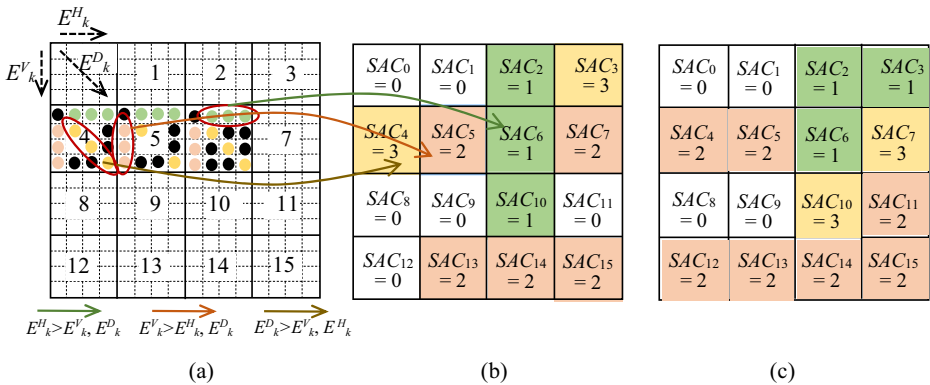 E^H_k
E^V_k
E^D_k
1 2 3
4 5 7
8 9 10 11
12 13 14 15
E^H_k>E^V_k, E^D_k E^V_k>E^H_k, E^D_k E^D_k>E^V_k, E^H_k
(a)
SAC0 SAC1 SAC2 SAC3
= 0 = 0 = 1 = 3
SAC4 SAC5 SAC6 SAC7
= 3 = 2 = 1 = 2
SAC8 SAC9 SAC10 SAC11
= 0 = 0 = 1 = 0
SAC12 SAC13 SAC14 SAC15
= 0 = 2 = 2 = 2
(b)
SAC0 SAC1 SAC2 SAC3
= 0 = 0 = 1 = 1
SAC4 SAC5 SAC6 SAC7
= 2 = 2 = 1 = 3
SAC8 SAC9 SAC10 SAC11
= 0 = 0 = 3 = 2
SAC12 SAC13 SAC14 SAC15
= 2 = 2 = 2 = 2
(c)